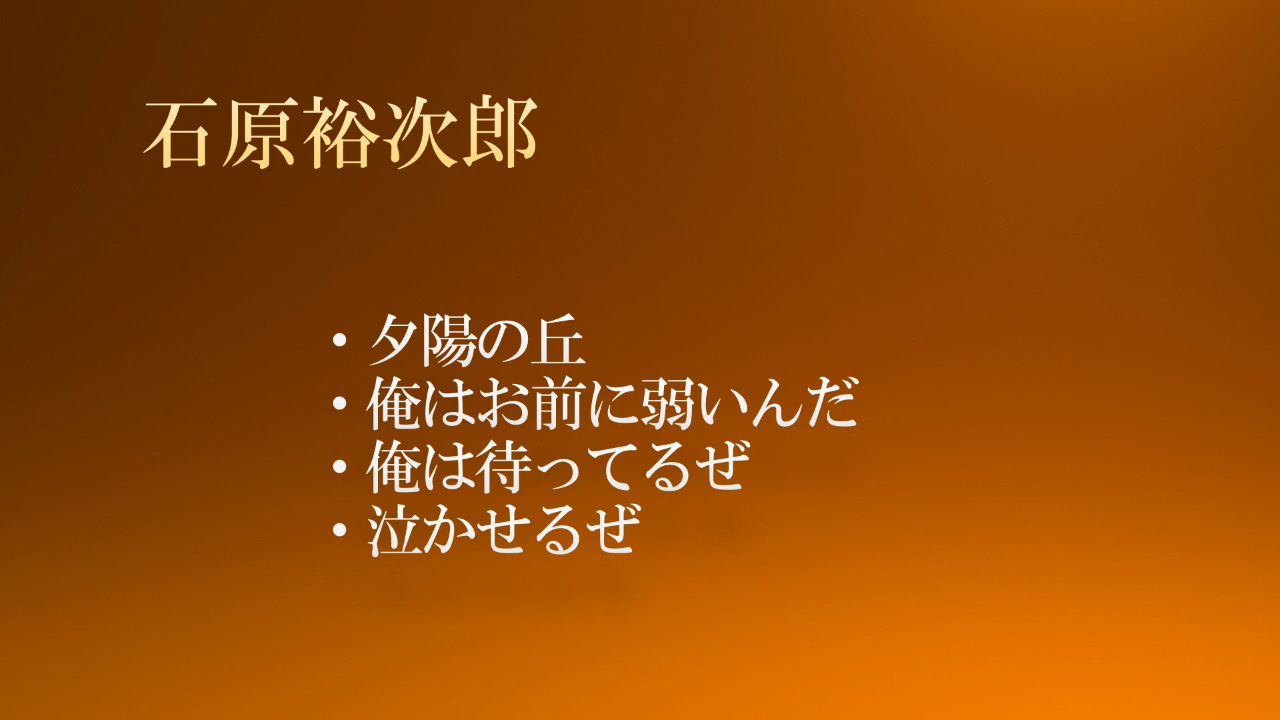 石原裕次郎
・夕陽の丘
・俺はお前に弱いんだ
・俺は待ってるぜ
・泣かせるぜ